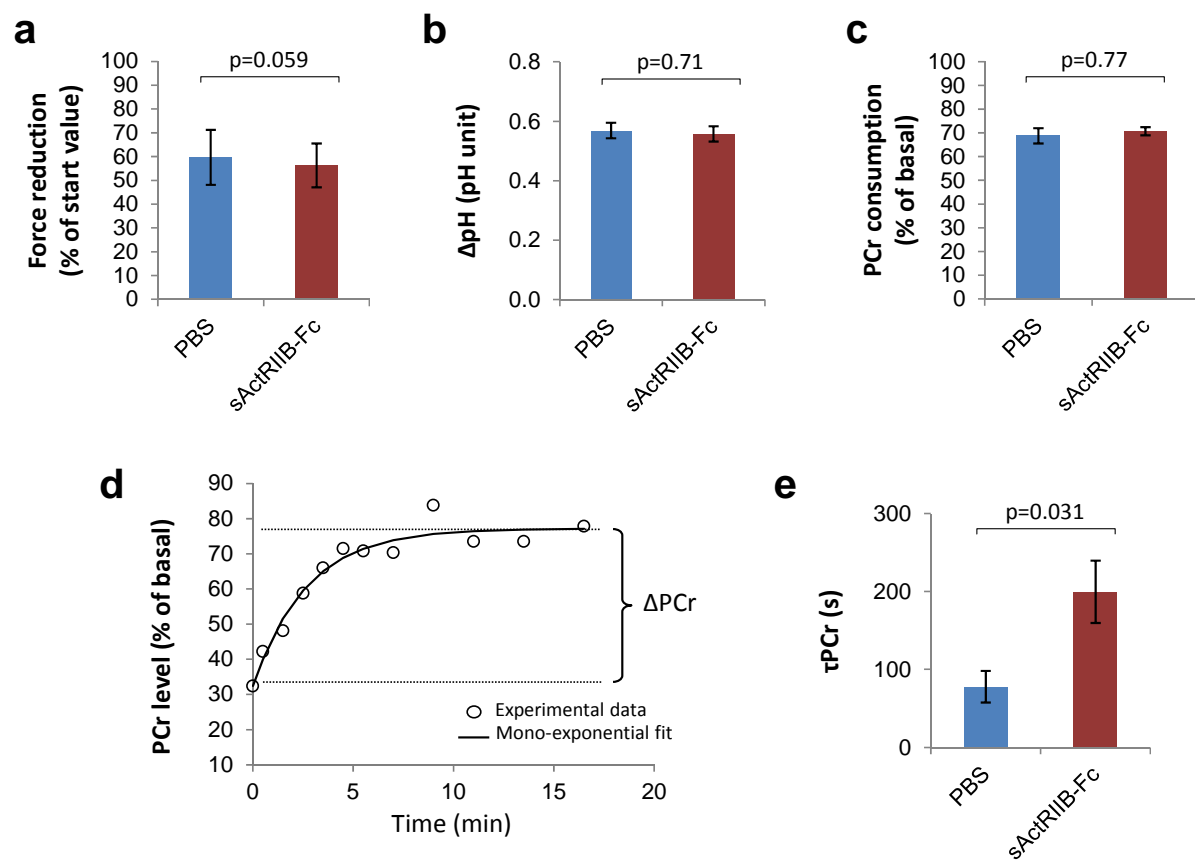 a
p=0.059
Force reduction
(% of start value)
100
90
80
70
60
50
40
30
20
10
0
PBS
sActRIIB-Fc
b
p=0.71
ΔpH (pH unit)
0.8
0.6
0.4
0.2
0.0
PBS
sActRIIB-Fc
c
p=0.77
PCr consumption
(% of basal)
100
90
80
70
60
50
40
30
20
10
0
PBS
sActRIIB-Fc
d
PCr level (% of basal)
90
80
70
60
50
40
30
20
10
ΔPCr
Experimental data
Mono-exponential fit
0 5 10 15 20
Time (min)
e
p=0.031
τPCr (s)
300
200
100
0
PBS
sActRIIB-Fc